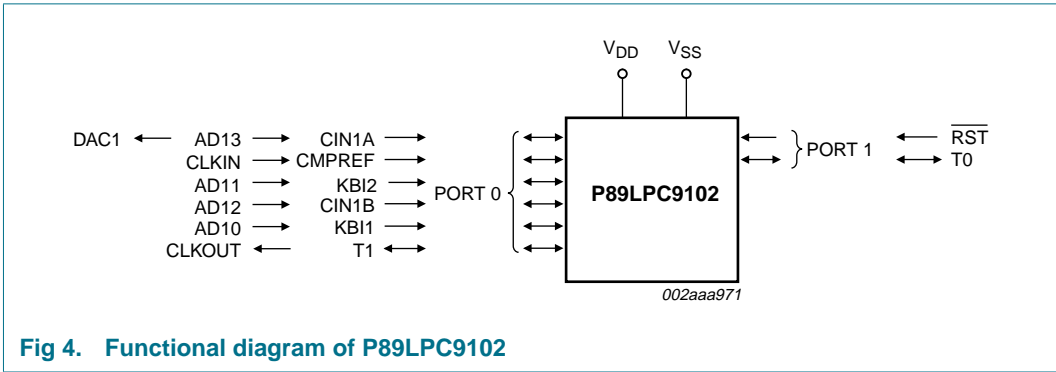 VDD VSS
DAC1 AD13 CIN1A
CLKIN CMPREF
AD11 KBI2
AD12 CIN1B
AD10 KBI1
CLKOUT T1
PORT 0
P89LPC9102
PORT 1
RST
T0
002aaa971
Fig 4. Functional diagram of P89LPC9102